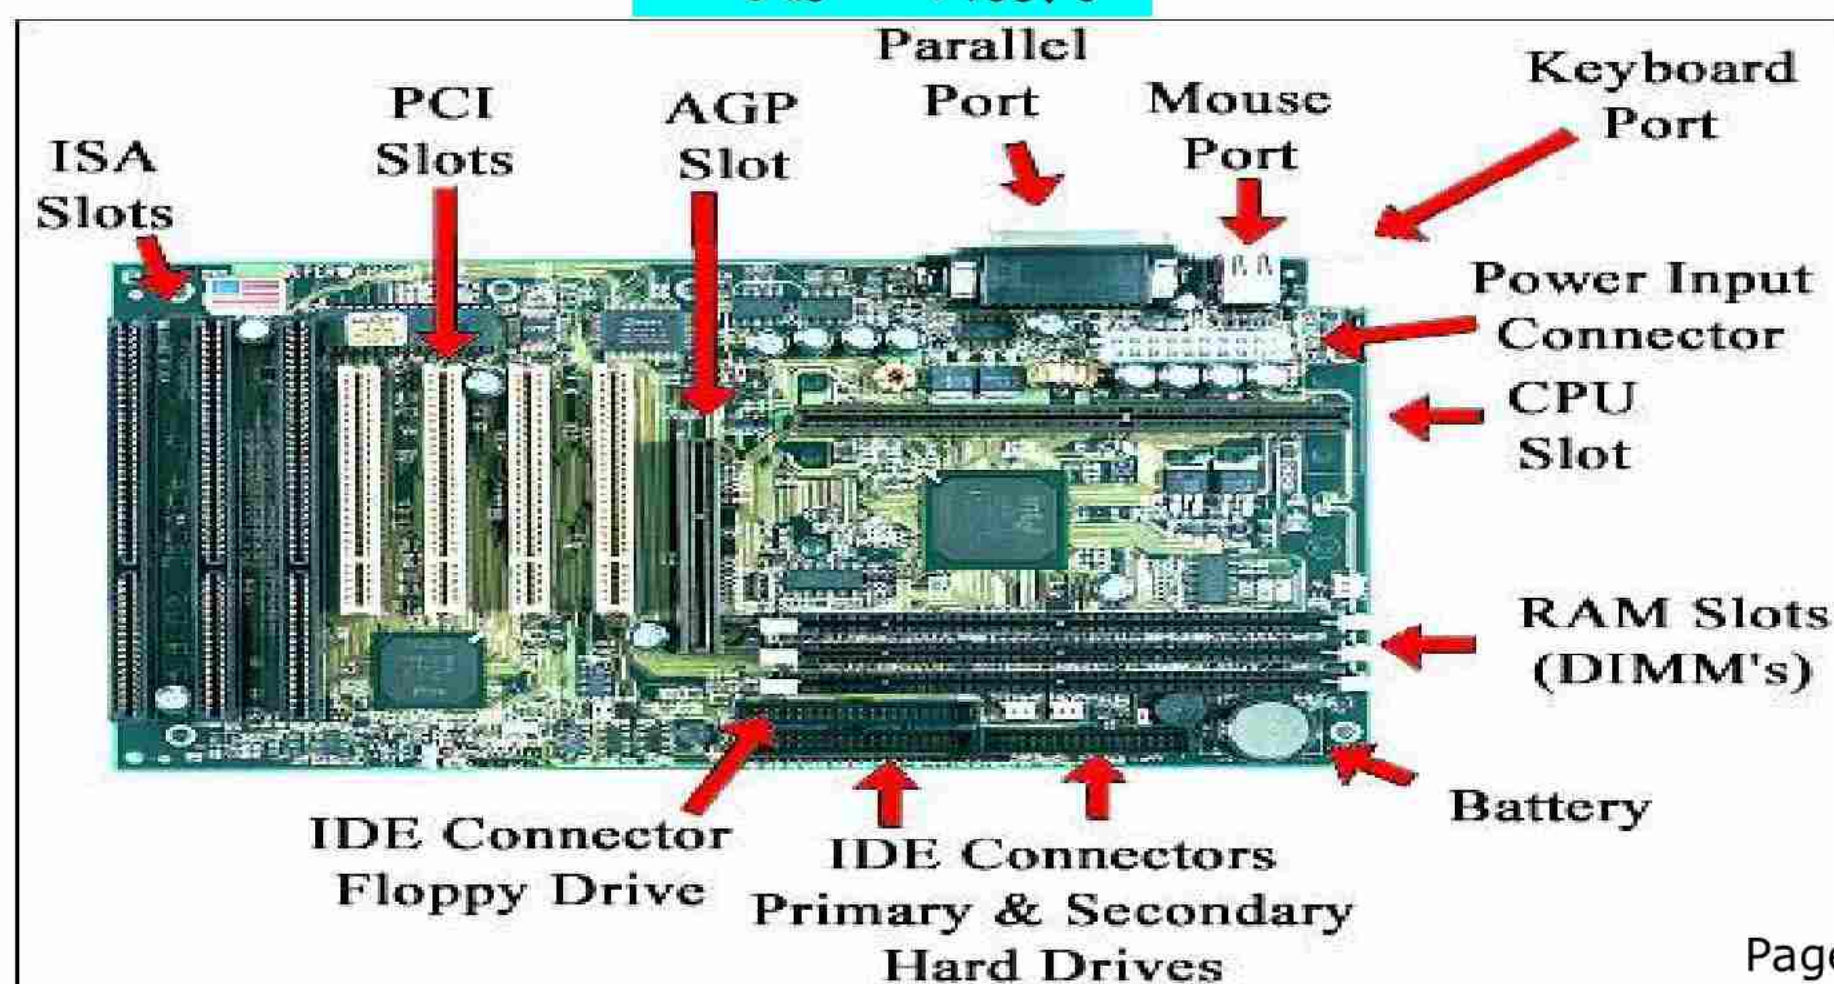 Parallel
Port
Mouse
Port
Keyboard
Port
PCI
Slots
AGP
Slot
ISA
Slots
Power Input
Connector
CPU
Slot
RAM Slots
(DIMM's)
Battery
IDE Connector
Floppy Drive
IDE Connectors
Primary & Secondary
Hard Drives
Page